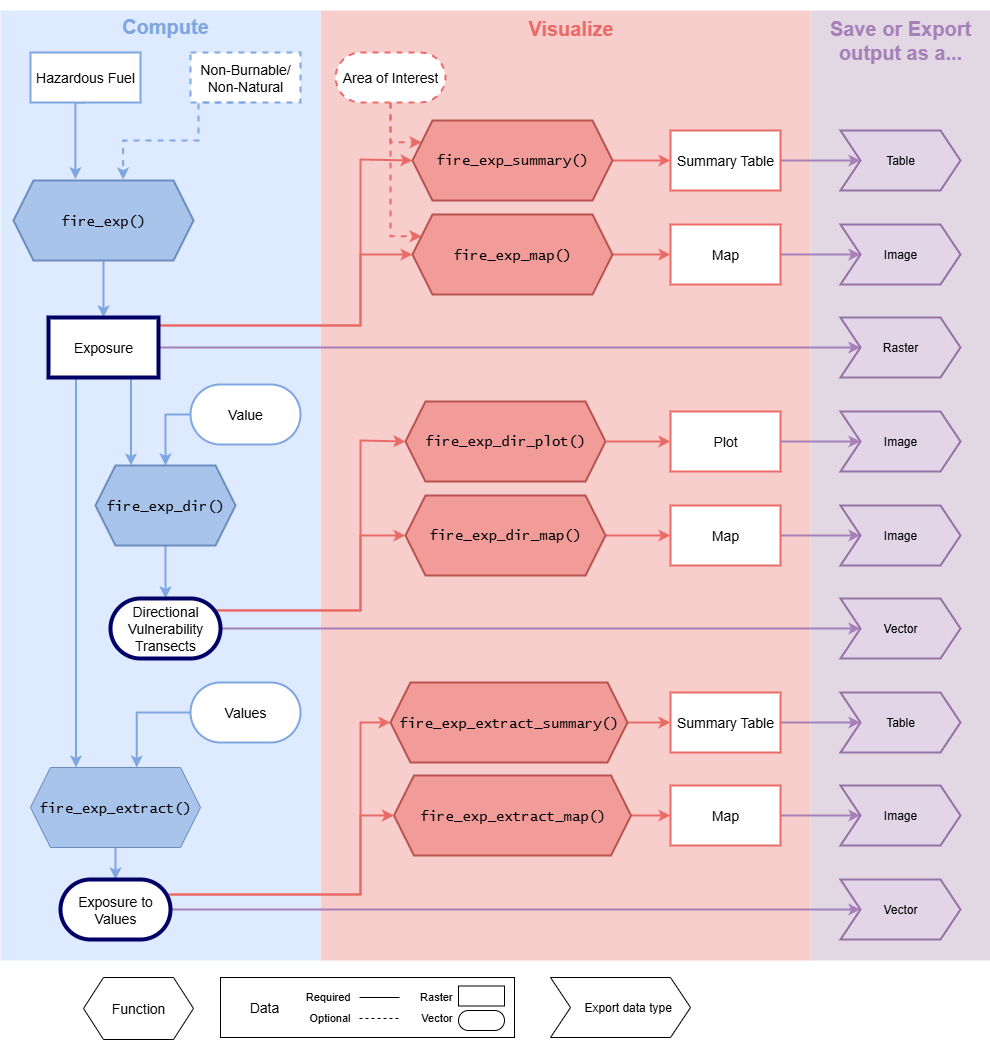 Compute
Visualize
Save or Export
output as a...
Hazardous Fuel
Non-Burnable/
Non-Natural
Area of Interest
fire_exp_summary()
Summary Table
Table
fire_exp()
fire_exp_map()
Map
Image
Exposure
Raster
Value
fire_exp_dir_plot()
Plot
Image
fire_exp_dir()
fire_exp_dir_map()
Map
Image
Directional
Vulnerability
Transects
Vector
Values
fire_exp_extract_summary()
Summary Table
Table
fire_exp_extract()
fire_exp_extract_map()
Map
Image
Exposure to
Values
Vector
Function
Data
Required
Optional
Raster
Vector
Export data type